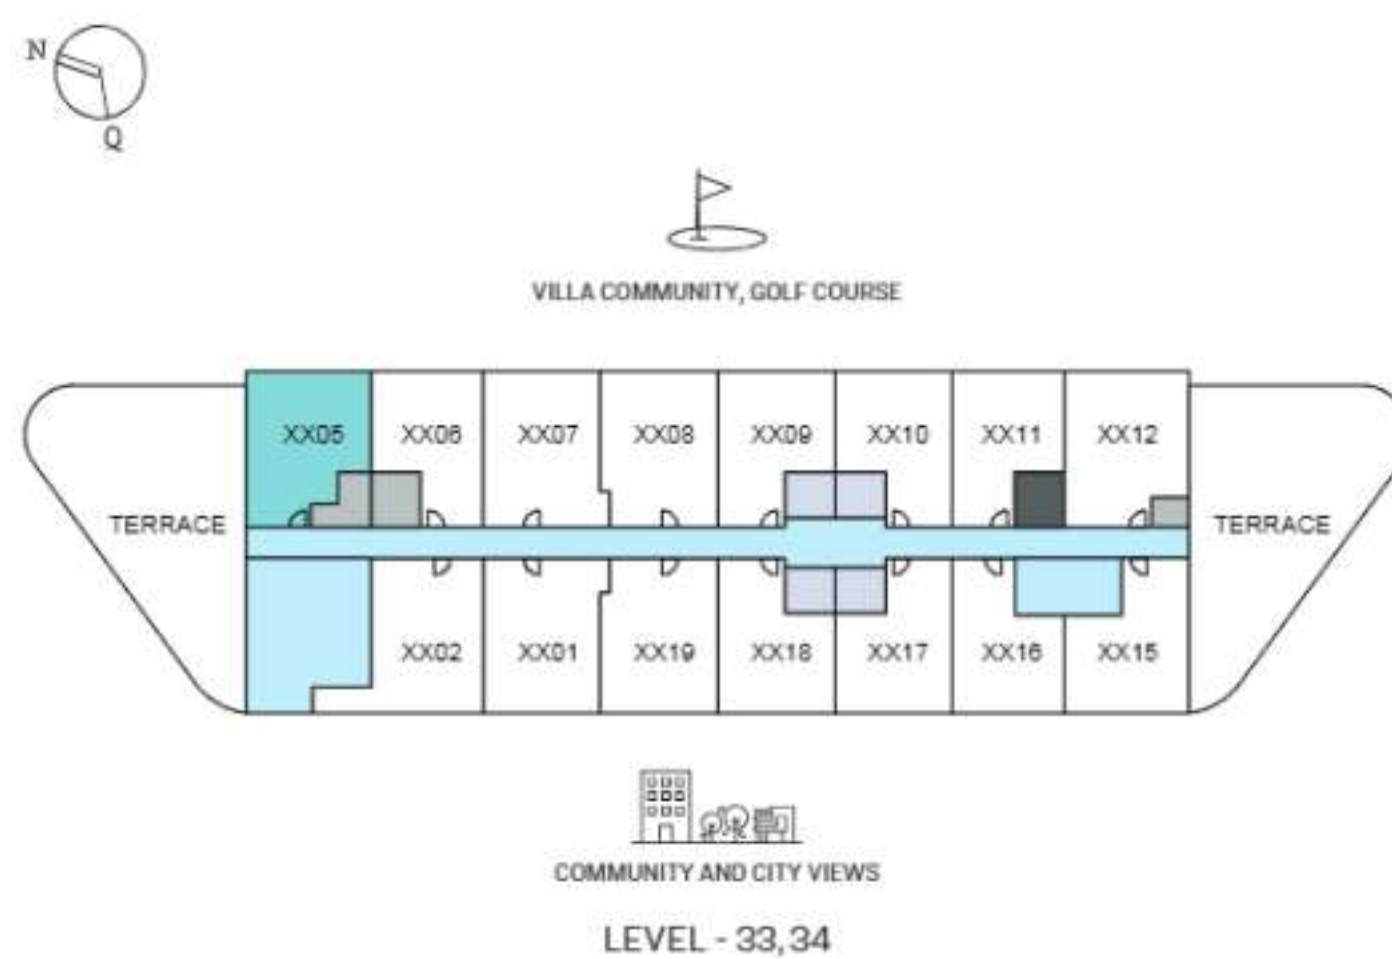 N
Q
VILLA COMMUNITY, GOLF COURSE
XX05 XX06 XX07 XX08 XX09 XX10 XX11 XX12
TERRACE TERRACE
XX02 XX01 XX19 XX18 XX17 XX16 XX15
COMMUNITY AND CITY VIEWS
LEVEL - 33,34